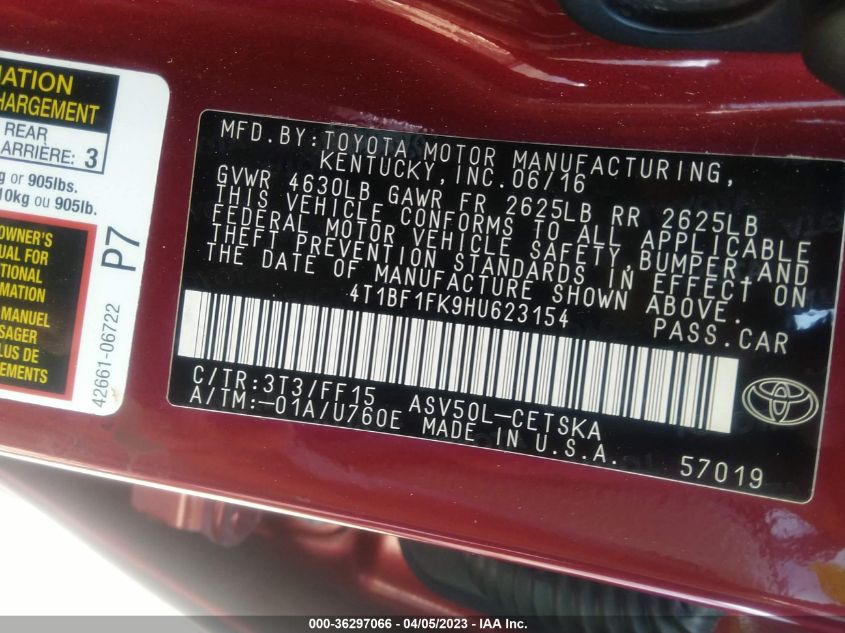 MATION
CHARGEMENT
REAR
ARRIÈRE: 3
g or 905lbs.
10kg ou 905lb.
OWNER'S
UAL FOR
TIONAL
RMATION.
MANUEL
SAGER
LUS DE
EMENTS
P7
42661-06722
MFD.BY:TOYOTA MOTOR MANUFACTURING,
KENTUCKY,INC.06/16
GVWR 4630LB GAWR FR 2625LB RR 2625LB
THIS VEHICLE CONFORMS TO ALL APPLICABLE
FEDERAL MOTOR VEHICLE SAFETY,BUMPER,AND
THEFT PREVENTION STANDARDS IN EFFECT ON
THE DATE OF MANUFACTURE SHOWN ABOVE.
4T1BF1FK9HU623154 PASS.CAR
C/TR:3T3/FF15 ASV50L-CETSKA
A/TM:-01A/U760E MADE IN U.S.A.
57019
000-36297066 - 04/05/2023 - IAA Inc.